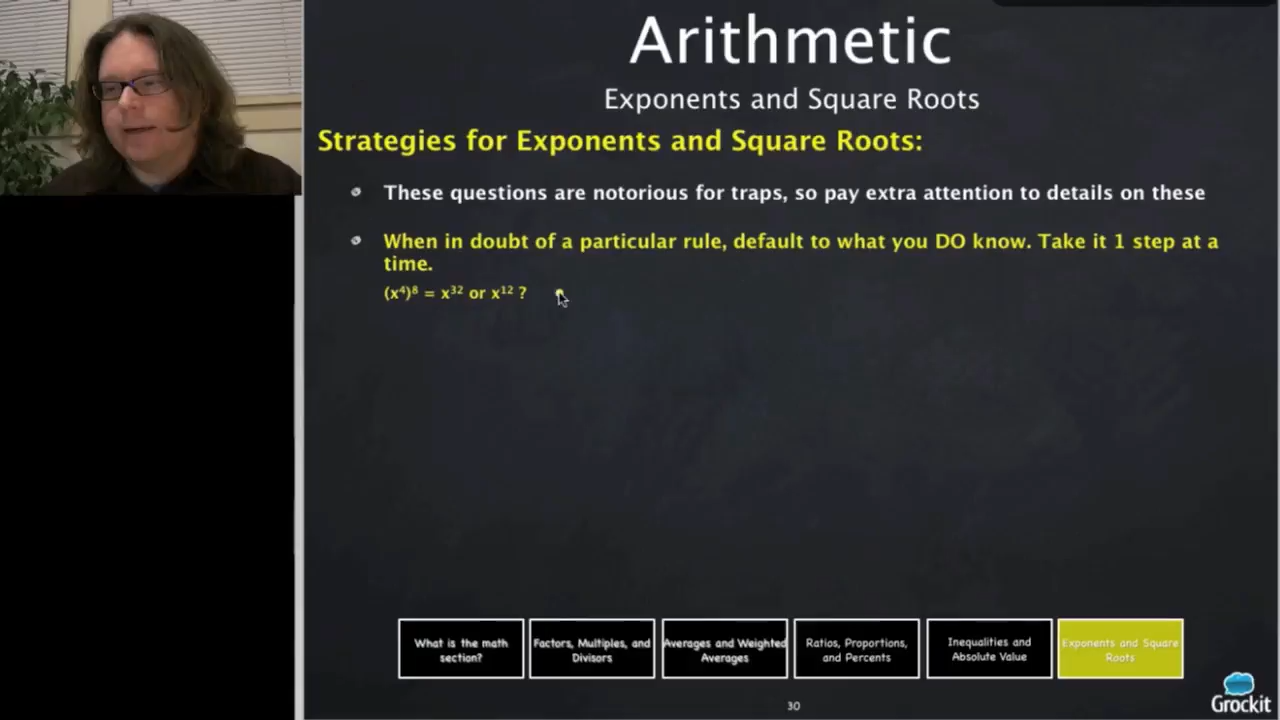 Arithmetic
Exponents and Square Roots
Strategies for Exponents and Square Roots:
These questions are notorious for traps, so pay extra attention to details on these
When in doubt of a particular rule, default to what you DO know. Take it 1 step at a
time.
(x⁴)⁸ = x³² or x¹² ?
What is the math
section?
Factors, Multiples, and
Divisors
Averages and Weighted
Averages
Ratios, Proportions,
and Percents
Inequalities and
Absolute Value
Exponents and Square
Roots
30
Grockit